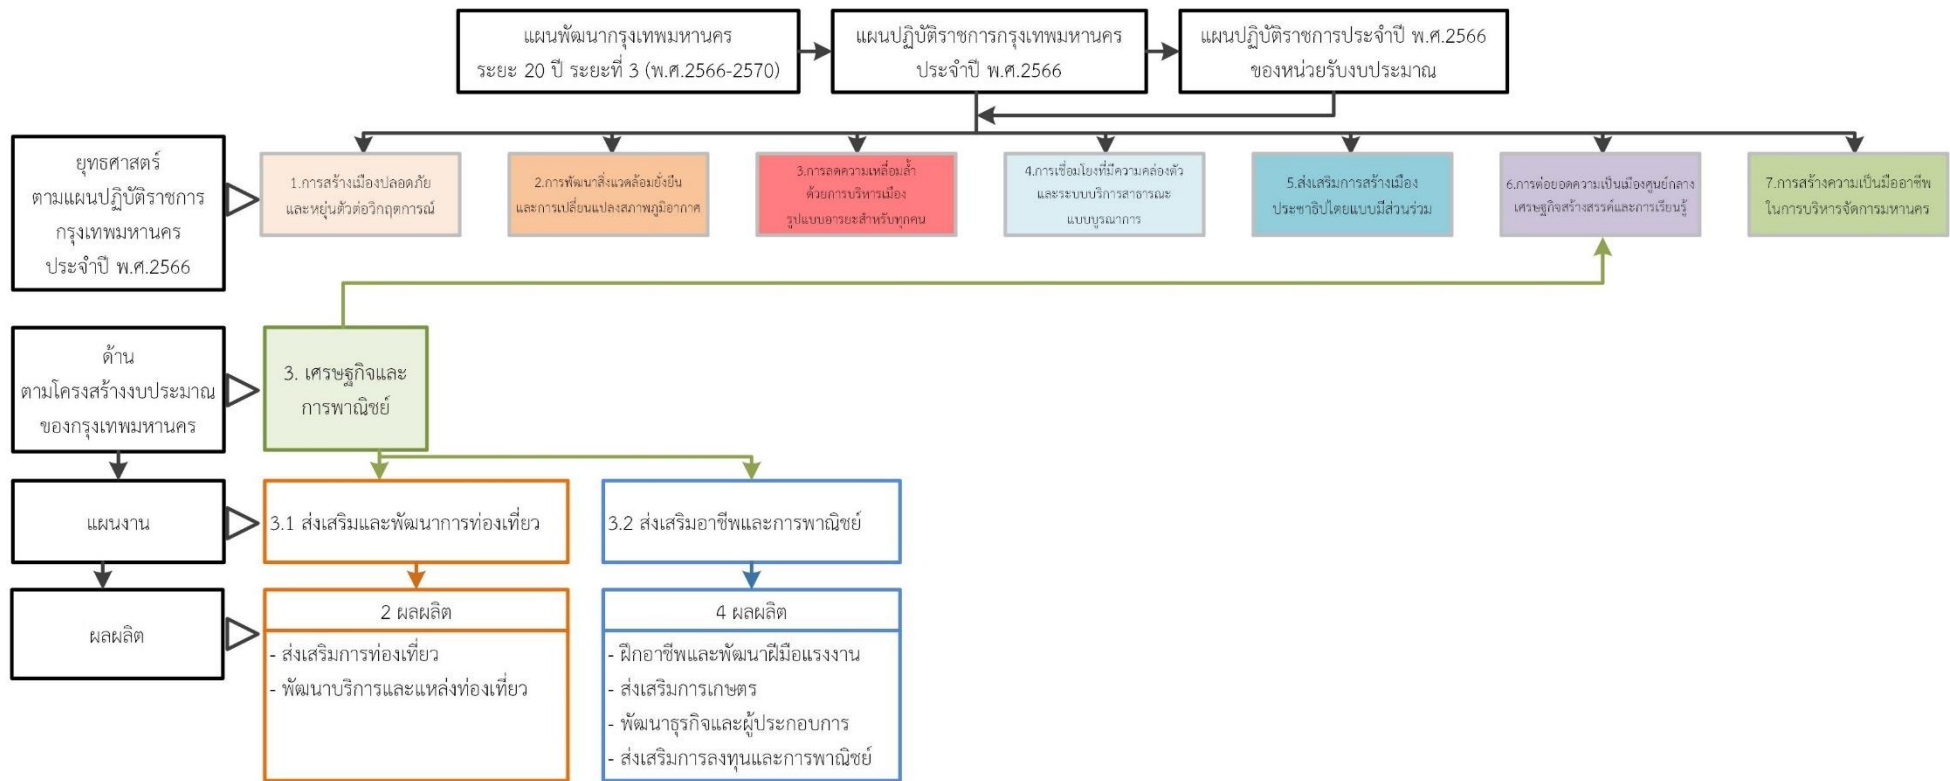 แผนพัฒนากรุงเทพมหานคร
ระยะ 20 ปี ระยะที่ 3 (พ.ศ.2566-2570)
แผนปฏิบัติราชการกรุงเทพมหานคร
ประจำปี พ.ศ.2566
แผนปฏิบัติราชการประจำปี พ.ศ.2566
ของหน่วยรับงบประมาณ
ยุทธศาสตร์
ตามแผนปฏิบัติราชการ
กรุงเทพมหานคร
ประจำปี พ.ศ.2566
1.การสร้างเมืองปลอดภัย
และหยุ่นตัวต่อวิกฤตการณ์
2.การพัฒนาสิ่งแวดล้อมยั่งยืน
และการเปลี่ยนแปลงสภาพภูมิอากาศ
3.การลดความเหลื่อมล้ำ
ด้วยการบริหารเมือง
รูปแบบอารยะสำหรับทุกคน
4.การเชื่อมโยงที่มีความคล่องตัว
และระบบบริการสาธารณะ
แบบบูรณาการ
5.ส่งเสริมการสร้างเมือง
ประชาธิปไตยแบบมีส่วนร่วม
6.การต่อยอดความเป็นเมืองศูนย์กลาง
เศรษฐกิจสร้างสรรค์และการเรียนรู้
7.การสร้างความเป็นมืออาชีพ
ในการบริหารจัดการมหานคร
ด้าน
ตามโครงสร้างงบประมาณ
ของกรุงเทพมหานคร
3. เศรษฐกิจและ
การพาณิชย์
แผนงาน
3.1 ส่งเสริมและพัฒนาการท่องเที่ยว
3.2 ส่งเสริมอาชีพและการพาณิชย์
ผลผลิต
2 ผลผลิต
- ส่งเสริมการท่องเที่ยว
- พัฒนาบริการและแหล่งท่องเที่ยว
4 ผลผลิต
- ฝึกอาชีพและพัฒนาฝีมือแรงงาน
- ส่งเสริมการเกษตร
- พัฒนาธุรกิจและผู้ประกอบการ
- ส่งเสริมการลงทุนและการพาณิชย์